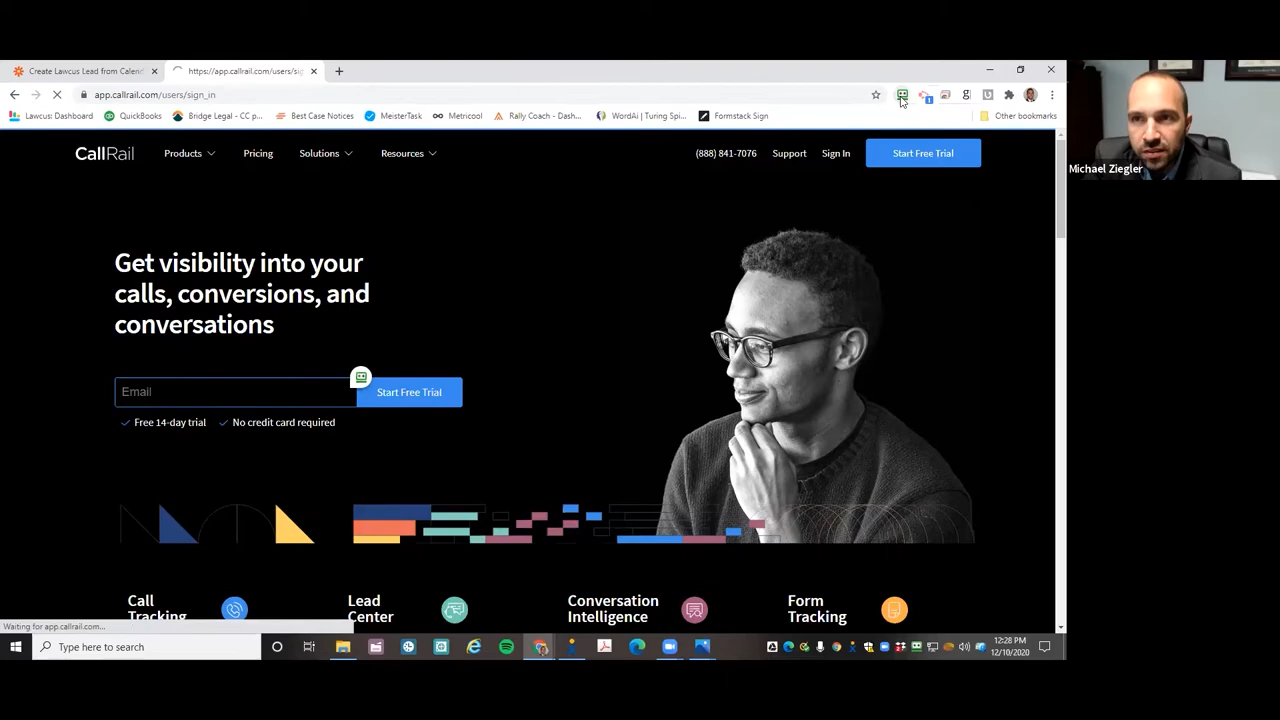 Create Lawcus Lead from Calend
https://app.callrail.com/users/sig
app.callrail.com/users/sign_in
1
Lawcus: Dashboard
QuickBooks
Bridge Legal - CC p...
Best Case Notices
MeisterTask
Metricool
Rally Coach - Dash...
WordAi | Turing Spi...
Formstack Sign
Other bookmarks
CallRail
Products
Pricing
Solutions
Resources
(888) 841-7076
Support
Sign In
Start Free Trial
Get visibility into your
calls, conversions, and
conversations
Email
Start Free Trial
Free 14-day trial
No credit card required
Call
Tracking
Lead
Center
Conversation
Intelligence
Form
Tracking
Waiting for app.callrail.com...
Type here to search
12:28 PM
12/10/2020
Michael Ziegler